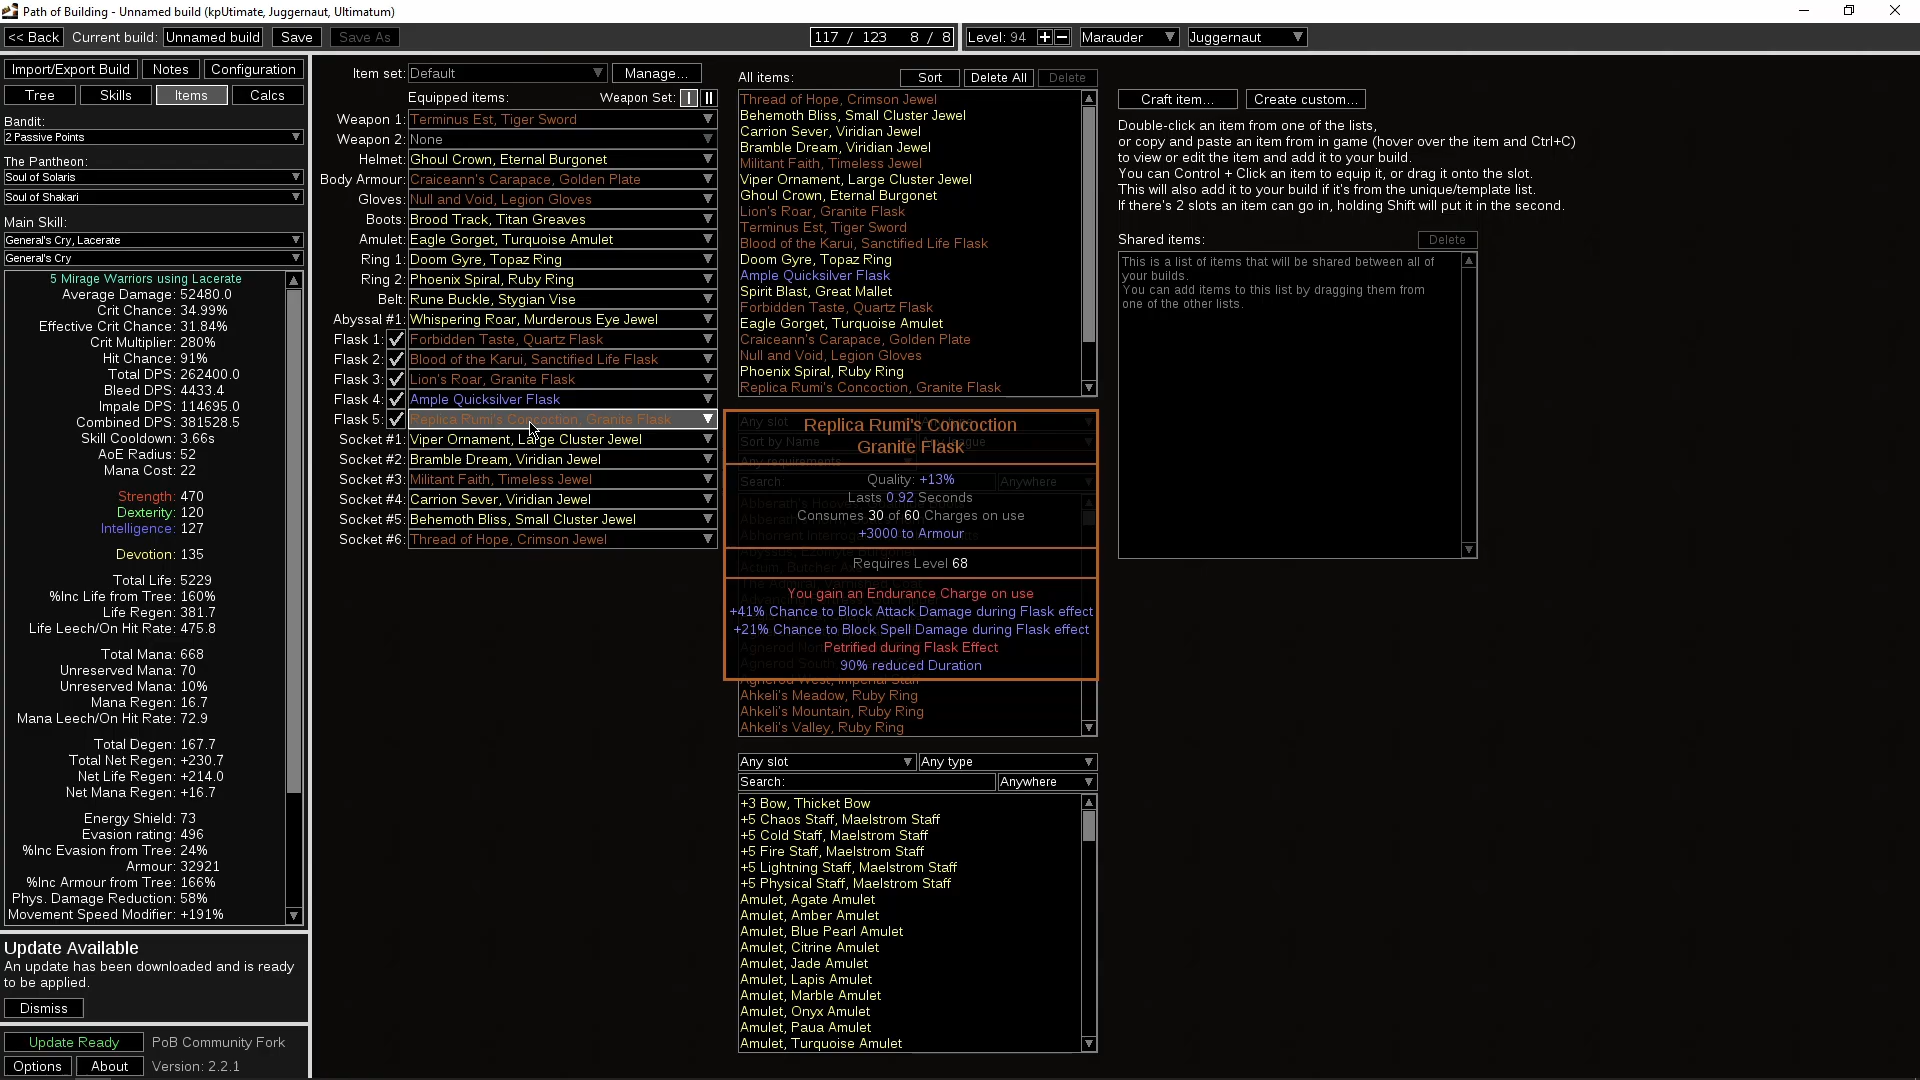 Path of Building - Unnamed build (kpUtimate, Juggernaut, Ultimatum)
<< Back
Current build: Unnamed build
Save
Save As
117 / 123 8 / 8
Level: 94
Marauder
Juggernaut
Import/Export Build
Notes
Configuration
Tree
Skills
Items
Calcs
Bandit:
2 Passive Points
The Pantheon:
Soul of Solaris
Soul of Shakari
Main Skill:
General's Cry, Lacerate
General's Cry
5 Mirage Warriors using Lacerate
Average Damage: 52480.0
Crit Chance: 34.99%
Effective Crit Chance: 31.84%
Crit Multiplier: 280%
Hit Chance: 91%
Total DPS: 262400.0
Bleed DPS: 4433.4
Impale DPS: 114695.0
Combined DPS: 381528.5
Skill Cooldown: 3.66s
AoE Radius: 52
Mana Cost: 22
Strength: 470
Dexterity: 120
Intelligence: 127
Devotion: 135
Total Life: 5229
%Inc Life from Tree: 160%
Life Regen: 381.7
Life Leech/On Hit Rate: 475.8
Total Mana: 668
Unreserved Mana: 70
Unreserved Mana: 10%
Mana Regen: 16.7
Mana Leech/On Hit Rate: 72.9
Total Degen: 167.7
Total Net Regen: +230.7
Net Life Regen: +214.0
Net Mana Regen: +16.7
Energy Shield: 73
Evasion rating: 496
%Inc Evasion from Tree: 24%
Armour: 32921
%Inc Armour from Tree: 166%
Phys. Damage Reduction: 58%
Movement Speed Modifier: +191%
Update Available
An update has been downloaded and is ready
to be applied.
Dismiss
Update Ready
PoB Community Fork
Options
About
Version: 2.2.1
Item set: Default
Manage...
Equipped items:
Weapon Set: I II
Weapon 1: Terminus Est, Tiger Sword
Weapon 2: None
Helmet: Ghoul Crown, Eternal Burgonet
Body Armour: Craiceann's Carapace, Golden Plate
Gloves: Null and Void, Legion Gloves
Boots: Brood Track, Titan Greaves
Amulet: Eagle Gorget, Turquoise Amulet
Ring 1: Doom Gyre, Topaz Ring
Ring 2: Phoenix Spiral, Ruby Ring
Belt: Rune Buckle, Stygian Vise
Abyssal #1: Whispering Roar, Murderous Eye Jewel
Flask 1: Forbidden Taste, Quartz Flask
Flask 2: Blood of the Karui, Sanctified Life Flask
Flask 3: Lion's Roar, Granite Flask
Flask 4: Ample Quicksilver Flask
Flask 5: Replica Rumi's Concoction, Granite Flask
Socket #1: Viper Ornament, Large Cluster Jewel
Socket #2: Bramble Dream, Viridian Jewel
Socket #3: Militant Faith, Timeless Jewel
Socket #4: Carrion Sever, Viridian Jewel
Socket #5: Behemoth Bliss, Small Cluster Jewel
Socket #6: Thread of Hope, Crimson Jewel
All items:
Sort
Delete All
Delete
Thread of Hope, Crimson Jewel
Behemoth Bliss, Small Cluster Jewel
Carrion Sever, Viridian Jewel
Bramble Dream, Viridian Jewel
Militant Faith, Timeless Jewel
Viper Ornament, Large Cluster Jewel
Ghoul Crown, Eternal Burgonet
Lion's Roar, Granite Flask
Terminus Est, Tiger Sword
Blood of the Karui, Sanctified Life Flask
Doom Gyre, Topaz Ring
Ample Quicksilver Flask
Spirit Blast, Great Mallet
Forbidden Taste, Quartz Flask
Eagle Gorget, Turquoise Amulet
Craiceann's Carapace, Golden Plate
Null and Void, Legion Gloves
Phoenix Spiral, Ruby Ring
Replica Rumi's Concoction, Granite Flask
Any slot
Sort by Name
Any requirements
Search:
Anywhere
Replica Rumi's Concoction
Granite Flask
Quality: +13%
Lasts 0.92 Seconds
Consumes 30 of 60 Charges on use
+3000 to Armour
Requires Level 68
You gain an Endurance Charge on use
+41% Chance to Block Attack Damage during Flask effect
+21% Chance to Block Spell Damage during Flask effect
Petrified during Flask Effect
90% reduced Duration
Agnerod West, Imperial Staff
Ahkeli's Meadow, Ruby Ring
Ahkeli's Mountain, Ruby Ring
Ahkeli's Valley, Ruby Ring
Any slot
Any type
Search:
Anywhere
+3 Bow, Thicket Bow
+5 Chaos Staff, Maelstrom Staff
+5 Cold Staff, Maelstrom Staff
+5 Fire Staff, Maelstrom Staff
+5 Lightning Staff, Maelstrom Staff
+5 Physical Staff, Maelstrom Staff
Amulet, Agate Amulet
Amulet, Amber Amulet
Amulet, Blue Pearl Amulet
Amulet, Citrine Amulet
Amulet, Jade Amulet
Amulet, Lapis Amulet
Amulet, Marble Amulet
Amulet, Onyx Amulet
Amulet, Paua Amulet
Amulet, Turquoise Amulet
Craft item...
Create custom...
Double-click an item from one of the lists,
or copy and paste an item from in game (hover over the item and Ctrl+C)
to view or edit the item and add it to your build.
You can Control + Click an item to equip it, or drag it onto the slot.
This will also add it to your build if it's from the unique/template list.
If there's 2 slots an item can go in, holding Shift will put it in the second.
Shared items:
Delete
This is a list of items that will be shared between all of
your builds.
You can add items to this list by dragging them from
one of the other lists.